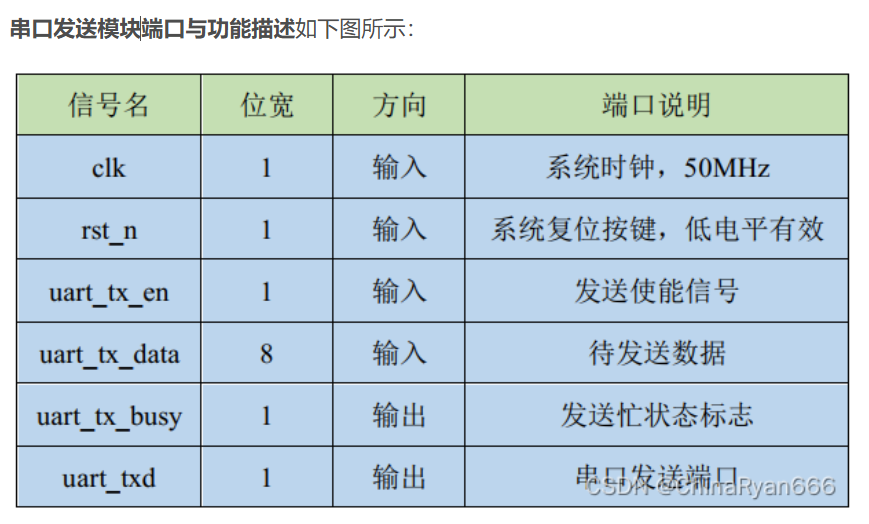 串口发送模块端口与功能描述如下图所示：
信号名 位宽 方向 端口说明
clk 1 输入 系统时钟，50MHz
rst_n 1 输入 系统复位按键，低电平有效
uart_tx_en 1 输入 发送使能信号
uart_tx_data 8 输入 待发送数据
uart_tx_busy 1 输出 发送忙状态标志
uart_txd 1 输出 串口发送端口
CSDN @ChinaRyan666